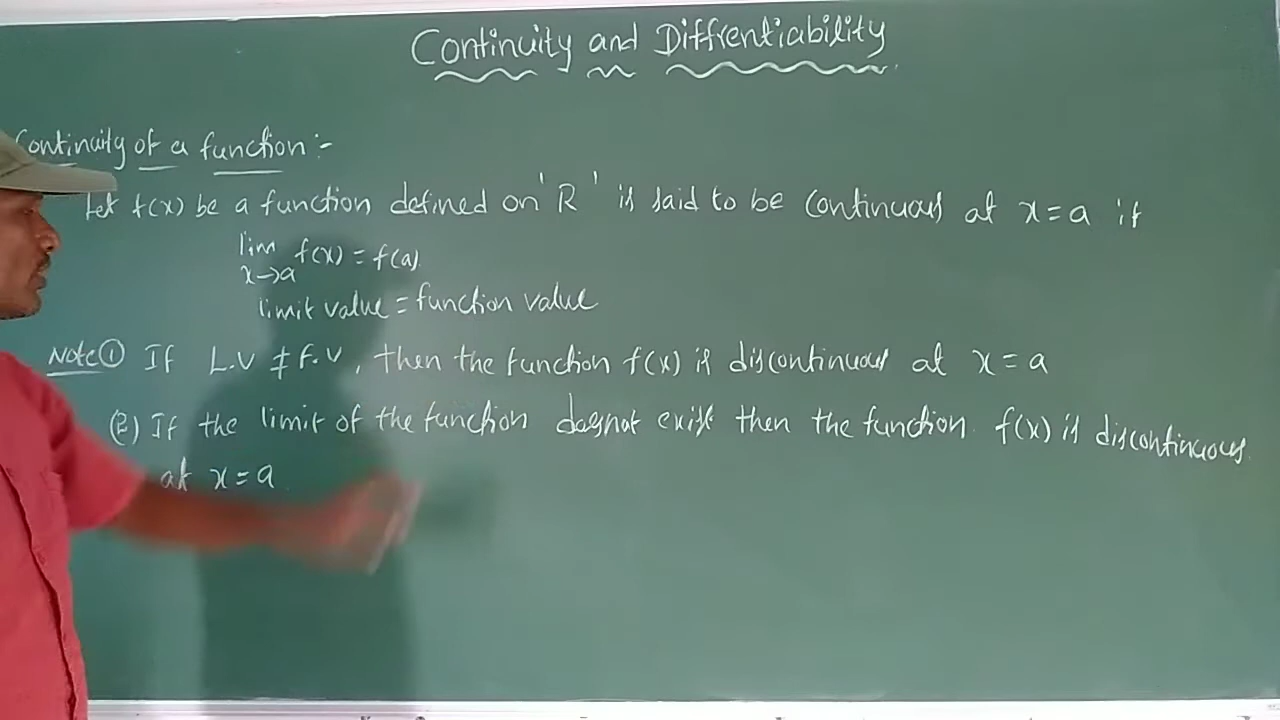 Continuity and Diffrentiability
Continuity of a function:-
Let f(x) be a function defined on 'R' is said to be continuous at x=a if
lim f(x) = f(a)
x→a
limit value = function value
Note ① If L.V ≠ f.V, then the function f(x) is discontinuous at x=a
(2) If the limit of the function doesnot exist then the function f(x) is discontinuous
at x=a